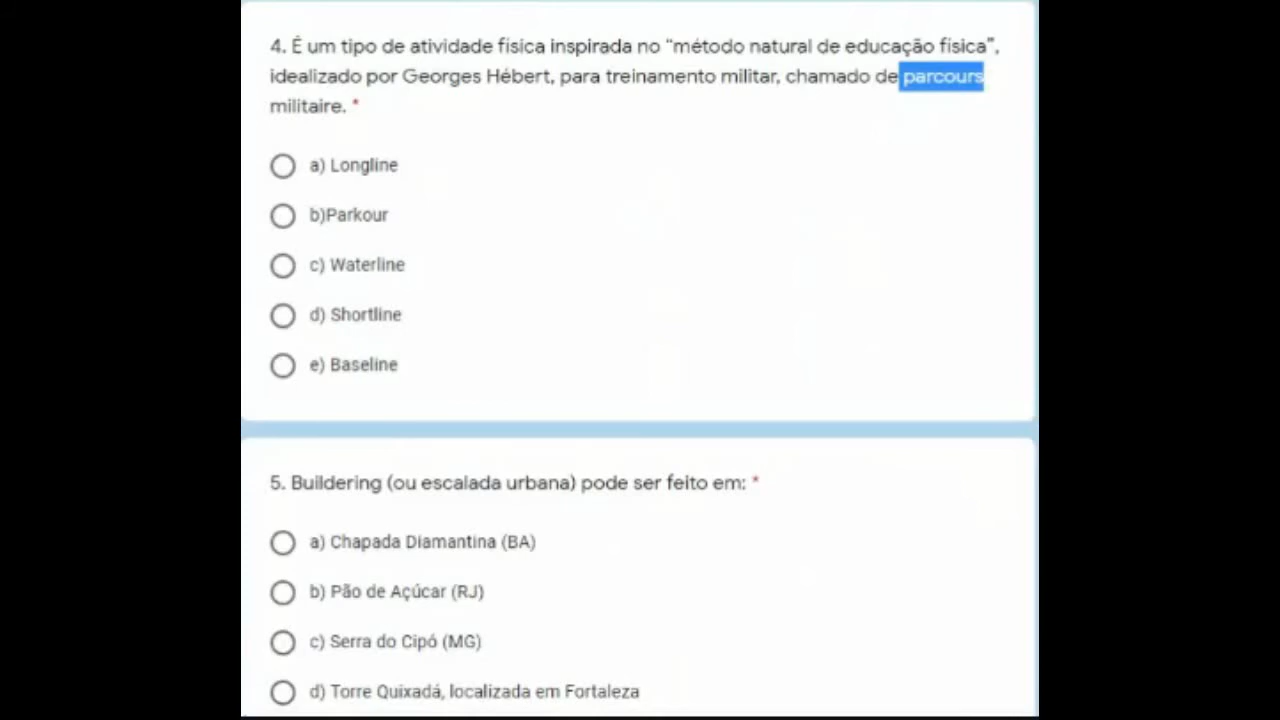 4. É um tipo de atividade física inspirada no “método natural de educação física”,
idealizado por Georges Hébert, para treinamento militar, chamado de parcours
militaire. *
a) Longline
b)Parkour
c) Waterline
d) Shortline
e) Baseline
5. Buildering (ou escalada urbana) pode ser feito em: *
a) Chapada Diamantina (BA)
b) Pão de Açúcar (RJ)
c) Serra do Cipó (MG)
d) Torre Quixadá, localizada em Fortaleza